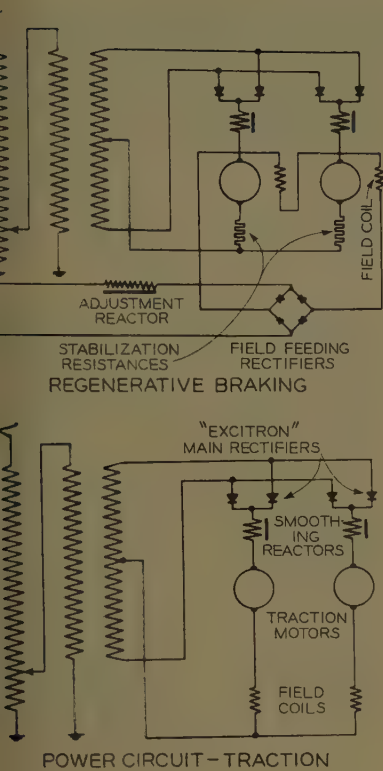 FIELD COIL
ADJUSTMENT
REACTOR
STABILIZATION
RESISTANCES
FIELD FEEDING
RECTIFIERS
REGENERATIVE BRAKING
"EXCITRON"
MAIN RECTIFIERS
SMOOTH-
ING
REACTORS
TRACTION
MOTORS
FIELD
COILS
POWER CIRCUIT - TRACTION